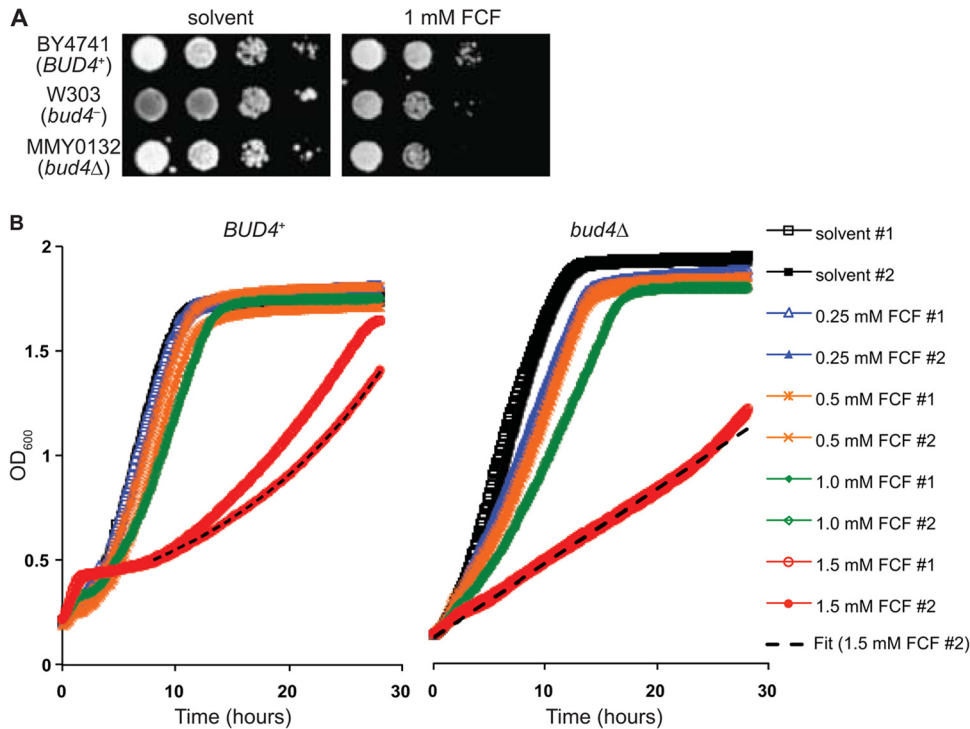 A
solvent
1 mM FCF
BY4741
(BUD4⁺)
W303
(bud4⁻)
MMY0132
(bud4Δ)
B
BUD4⁺
bud4Δ
OD₆₀₀
2
1.5
1
0.5
0
0
10
20
30
Time (hours)
0
10
20
30
Time (hours)
solvent #1
solvent #2
0.25 mM FCF #1
0.25 mM FCF #2
0.5 mM FCF #1
0.5 mM FCF #2
1.0 mM FCF #1
1.0 mM FCF #2
1.5 mM FCF #1
1.5 mM FCF #2
Fit (1.5 mM FCF #2)